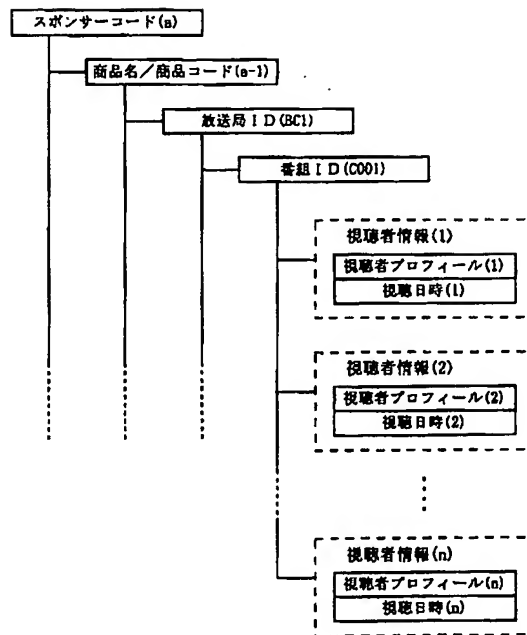 スポンサーコード(a)
商品名／商品コード(a-1)
放送局ＩＤ(BC1)
番組ＩＤ(C001)
視聴者情報(1)
視聴者プロフィール(1)
視聴日時(1)
視聴者情報(2)
視聴者プロフィール(2)
視聴日時(2)
視聴者情報(n)
視聴者プロフィール(n)
視聴日時(n)